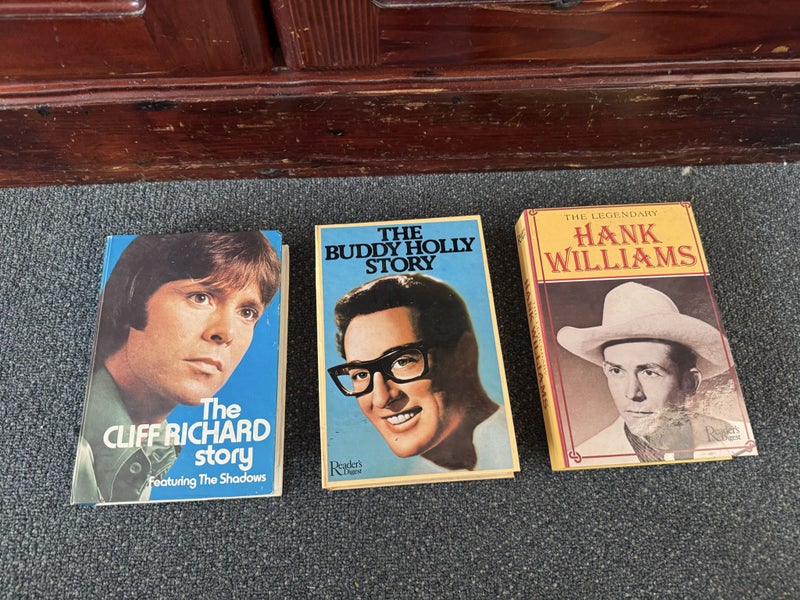 The
CLIFF RICHARD
story
Featuring The Shadows
THE
BUDDY HOLLY
STORY
Reader's
Digest
THE LEGENDARY
HANK
WILLIAMS
Reader's
Digest